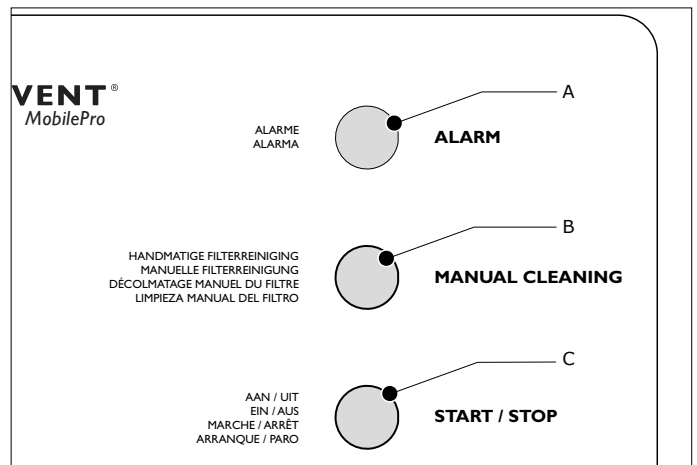 VENT®
MobilePro
A
ALARME
ALARMA
ALARM
B
HANDMATIGE FILTERREINIGING
MANUELLE FILTERREINIGUNG
DÉCOLMATAGE MANUEL DU FILTRE
LIMPIEZA MANUAL DEL FILTRO
MANUAL CLEANING
C
AAN / UIT
EIN / AUS
MARCHE / ARRÊT
ARRANQUE / PARO
START / STOP